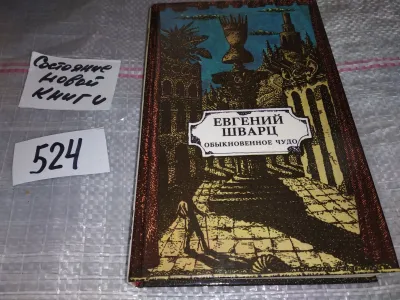 Состояние
новой
книги
524
ЕВГЕНИЙ
ШВАРЦ
ОБЫКНОВЕННОЕ ЧУДО